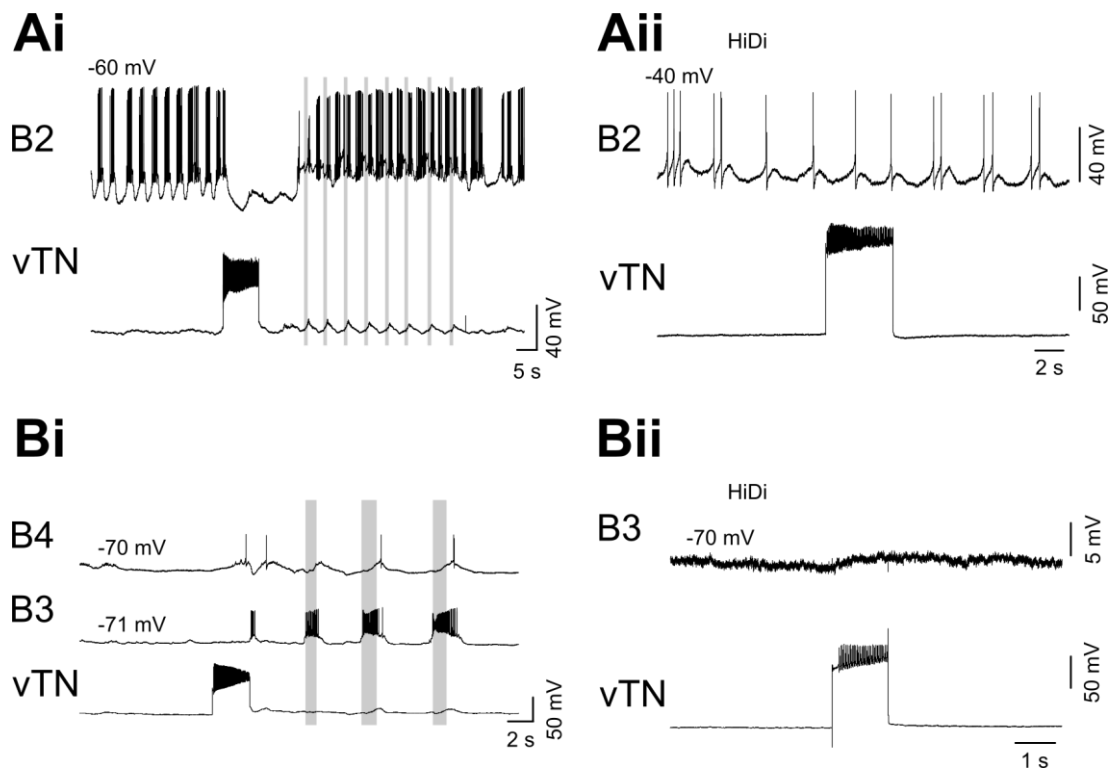 Ai
-60 mV
B2
vTN
40 mV
5 s
Aii
HiDi
-40 mV
B2
40 mV
vTN
50 mV
2 s
Bi
B4
-70 mV
B3
-71 mV
vTN
50 mV
2 s
Bii
HiDi
B3
-70 mV
5 mV
vTN
50 mV
1 s